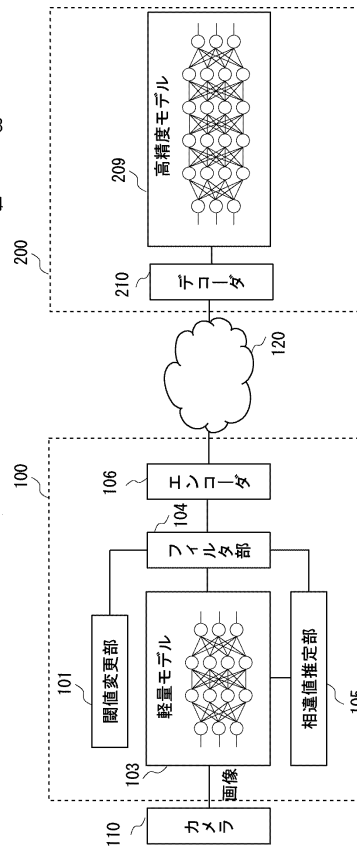 200
209
高精度モデル
210
デコーダ
120
100
106
エンコーダ
104
フィルタ部
101
閾値変更部
103
軽量モデル
105
相違値推定部
画像
110
カメラ